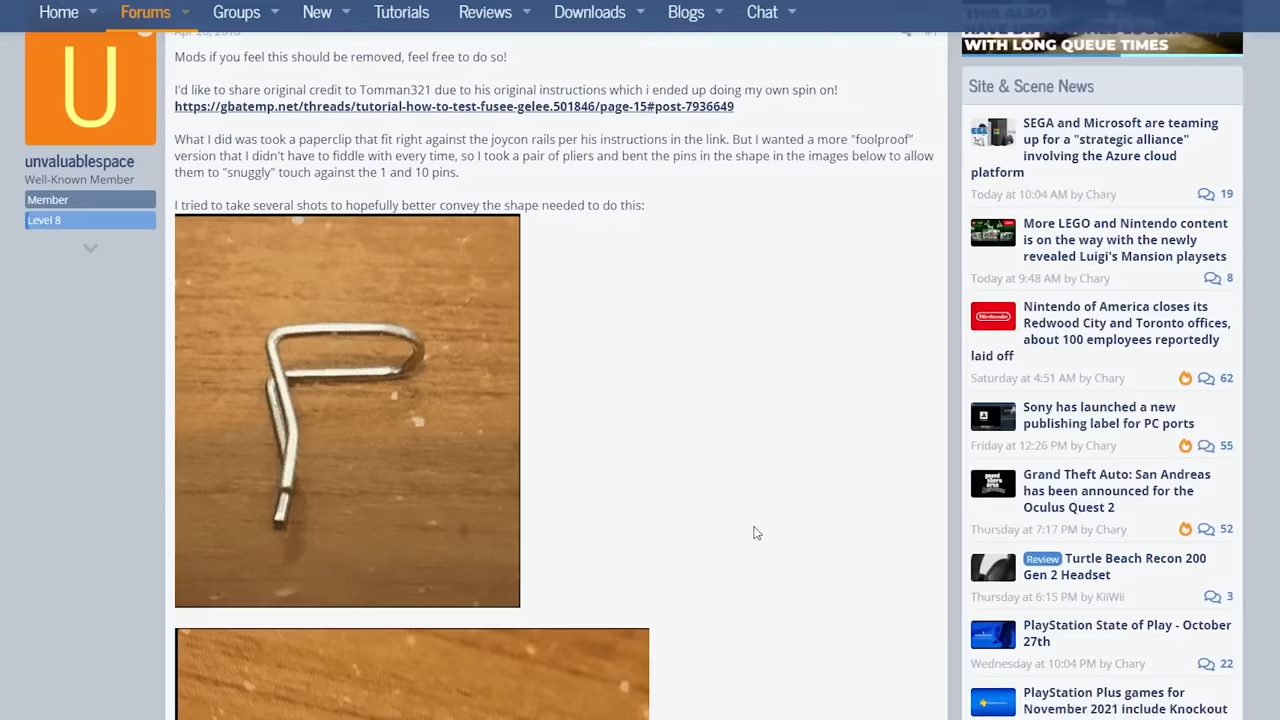 Home
Forums
Groups
New
Tutorials
Reviews
Downloads
Blogs
Chat
U
unvaluablespace
Well-Known Member
Member
Level 8
Mods if you feel this should be removed, feel free to do so!
I'd like to share original credit to Tomman321 due to his original instructions which i ended up doing my own spin on!
https://gbatemp.net/threads/tutorial-how-to-test-fusee-gelee.501846/page-15#post-7936649
What I did was took a paperclip that fit right against the joycon rails per his instructions in the link. But I wanted a more "foolproof"
version that I didn't have to fiddle with every time, so I took a pair of pliers and bent the pins in the shape in the images below to allow
them to "snuggly" touch against the 1 and 10 pins.
I tried to take several shots to hopefully better convey the shape needed to do this:
WITH LONG QUEUE TIMES
Site & Scene News
SEGA and Microsoft are teaming
up for a "strategic alliance"
involving the Azure cloud
platform
Today at 10:04 AM by Chary
19
More LEGO and Nintendo content
is on the way with the newly
revealed Luigi's Mansion playsets
Today at 9:48 AM by Chary
8
Nintendo of America closes its
Redwood City and Toronto offices,
about 100 employees reportedly
laid off
Saturday at 4:51 AM by Chary
62
Sony has launched a new
publishing label for PC ports
Friday at 12:26 PM by Chary
55
Grand Theft Auto: San Andreas
has been announced for the
Oculus Quest 2
Thursday at 7:17 PM by Chary
52
Review Turtle Beach Recon 200
Gen 2 Headset
Thursday at 6:15 PM by KiiWii
3
PlayStation State of Play - October
27th
Wednesday at 10:04 PM by Chary
22
PlayStation Plus games for
November 2021 include Knockout